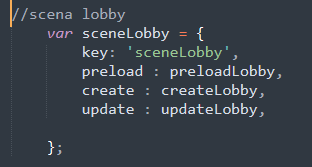 //scena lobby
var sceneLobby = {
key: 'sceneLobby',
preload : preloadLobby,
create : createLobby,
update : updateLobby,
};